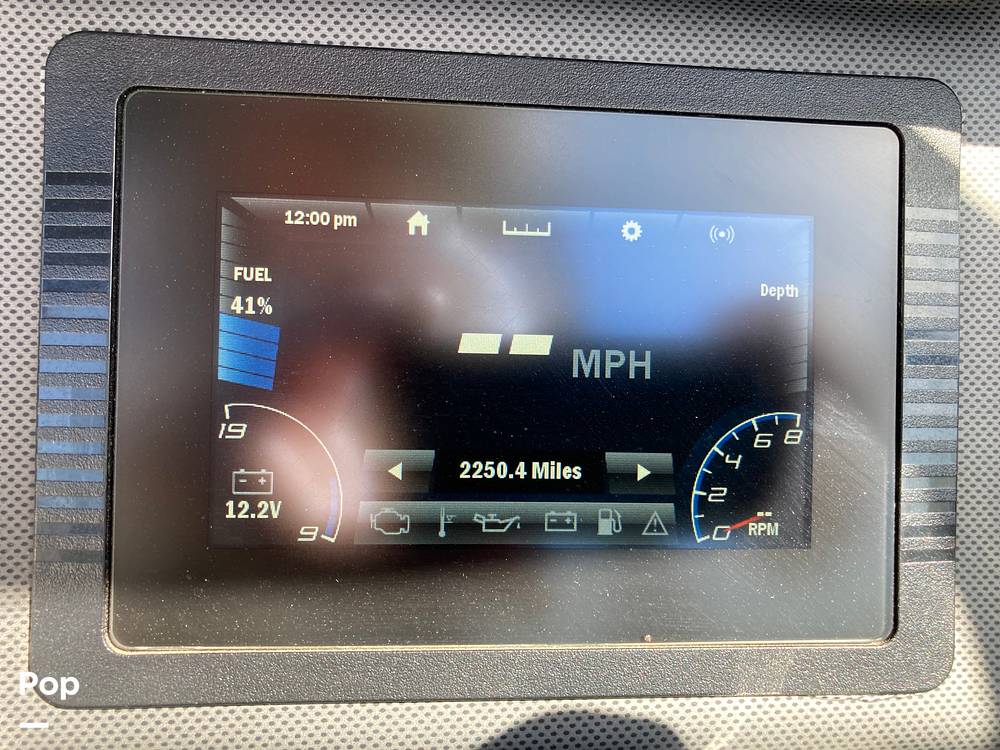 12:00 pm
FUEL
41%
Depth
-- MPH
19
12.2V
9
2250.4 Miles
8
6
4
2
0
--
RPM
Pop